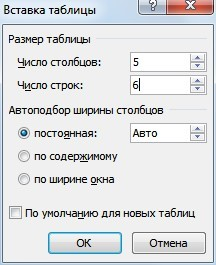 Вставка таблицы
Размер таблицы
Число столбцов: 5
Число строк: 6
Автоподбор ширины столбцов
постоянная: Авто
по содержимому
по ширине окна
По умолчанию для новых таблиц
ОК Отмена